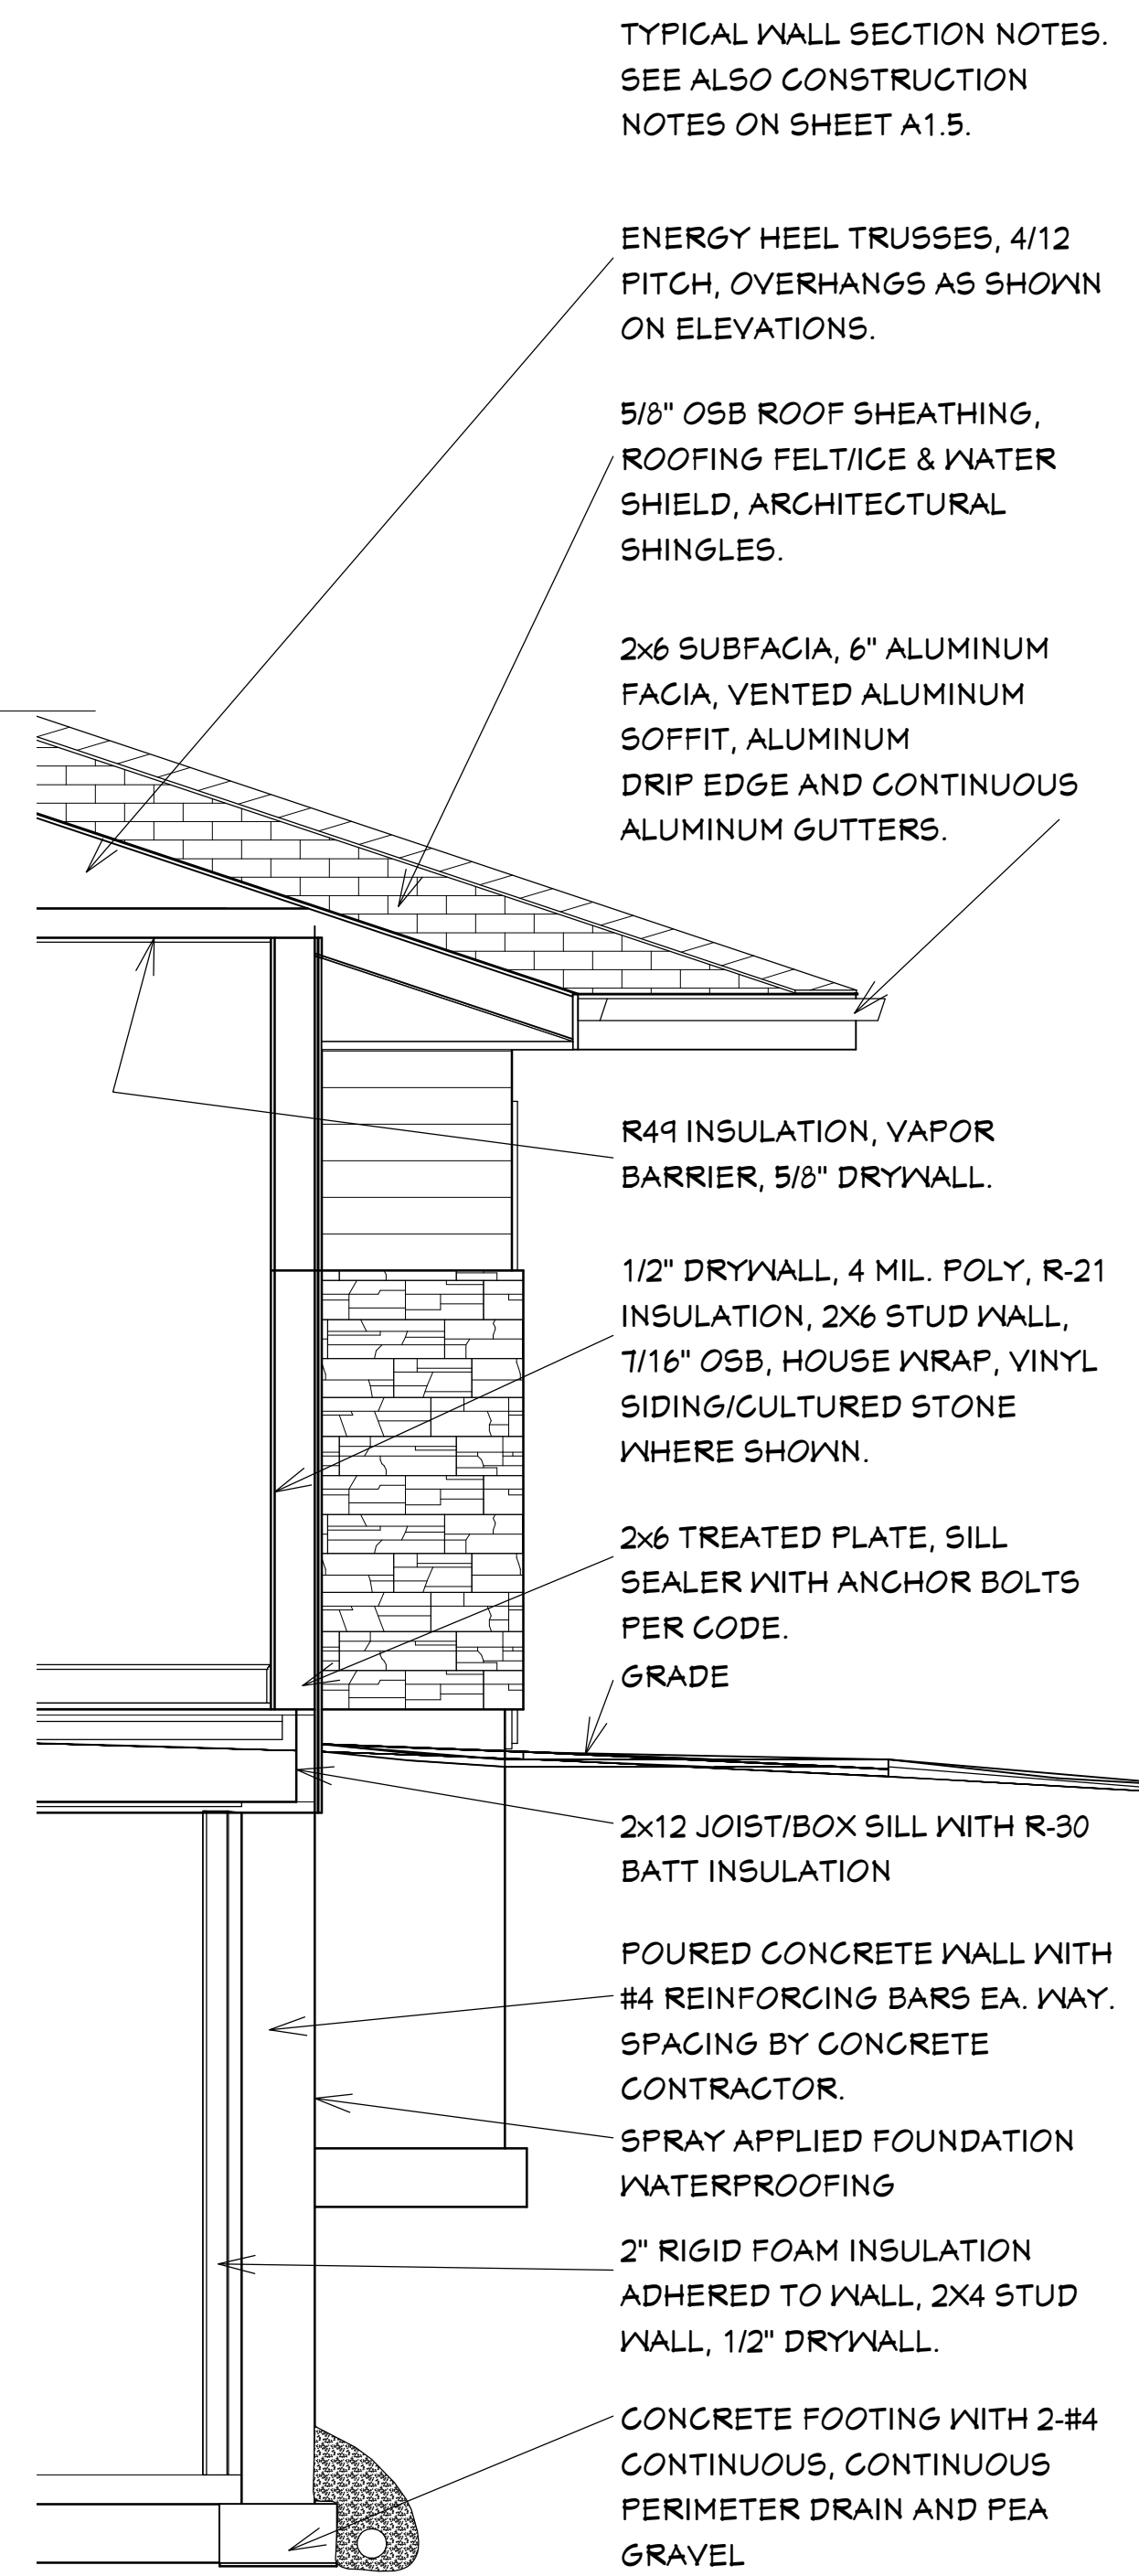 TYPICAL WALL SECTION NOTES.
SEE ALSO CONSTRUCTION
NOTES ON SHEET A1.5.
ENERGY HEEL TRUSSES, 4/12
PITCH, OVERHANGS AS SHOWN
ON ELEVATIONS.
5/8" OSB ROOF SHEATHING,
ROOFING FELT/ICE & WATER
SHIELD, ARCHITECTURAL
SHINGLES.
2x6 SUBFACIA, 6" ALUMINUM
FACIA, VENTED ALUMINUM
SOFFIT, ALUMINUM
DRIP EDGE AND CONTINUOUS
ALUMINUM GUTTERS.
R49 INSULATION, VAPOR
BARRIER, 5/8" DRYWALL.
1/2" DRYWALL, 4 MIL. POLY, R-21
INSULATION, 2X6 STUD WALL,
7/16" OSB, HOUSE WRAP, VINYL
SIDING/CULTURED STONE
WHERE SHOWN.
2x6 TREATED PLATE, SILL
SEALER WITH ANCHOR BOLTS
PER CODE.
GRADE
2x12 JOIST/BOX SILL WITH R-30
BATT INSULATION
POURED CONCRETE WALL WITH
#4 REINFORCING BARS EA. WAY.
SPACING BY CONCRETE
CONTRACTOR.
SPRAY APPLIED FOUNDATION
WATERPROOFING
2" RIGID FOAM INSULATION
ADHERED TO WALL, 2X4 STUD
WALL, 1/2" DRYWALL.
CONCRETE FOOTING WITH 2-#4
CONTINUOUS, CONTINUOUS
PERIMETER DRAIN AND PEA
GRAVEL